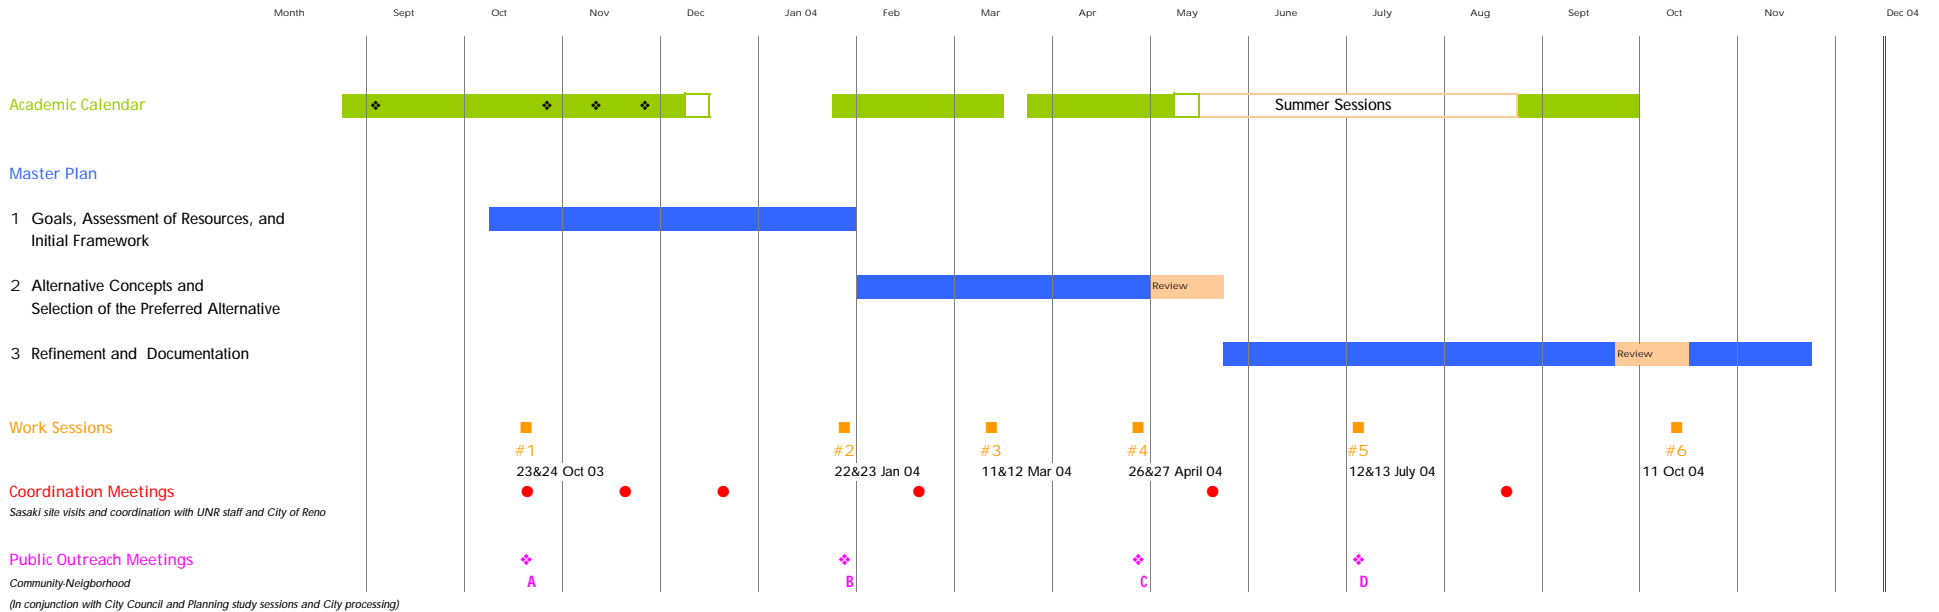 Month Sept Oct Nov Dec Jan 04 Feb Mar Apr May June July Aug Sept Oct Nov Dec 04
Academic Calendar Summer Sessions
Master Plan
1 Goals, Assessment of Resources, and
Initial Framework
2 Alternative Concepts and
Review
Selection of the Preferred Alternative
3 Refinement and Documentation Review
Work Sessions
#1 #2 #3 #4 #5 #6
23&24 Oct 03 22&23 Jan 04 11&12 Mar 04 26&27 April 04 12&13 July 04 11 Oct 04
Coordination Meetings
Sasaki site visits and coordination with UNR staff and City of Reno
Public Outreach Meetings
Community-Neigborhood A B C D
(In conjunction with City Council and Planning study sessions and City processing)